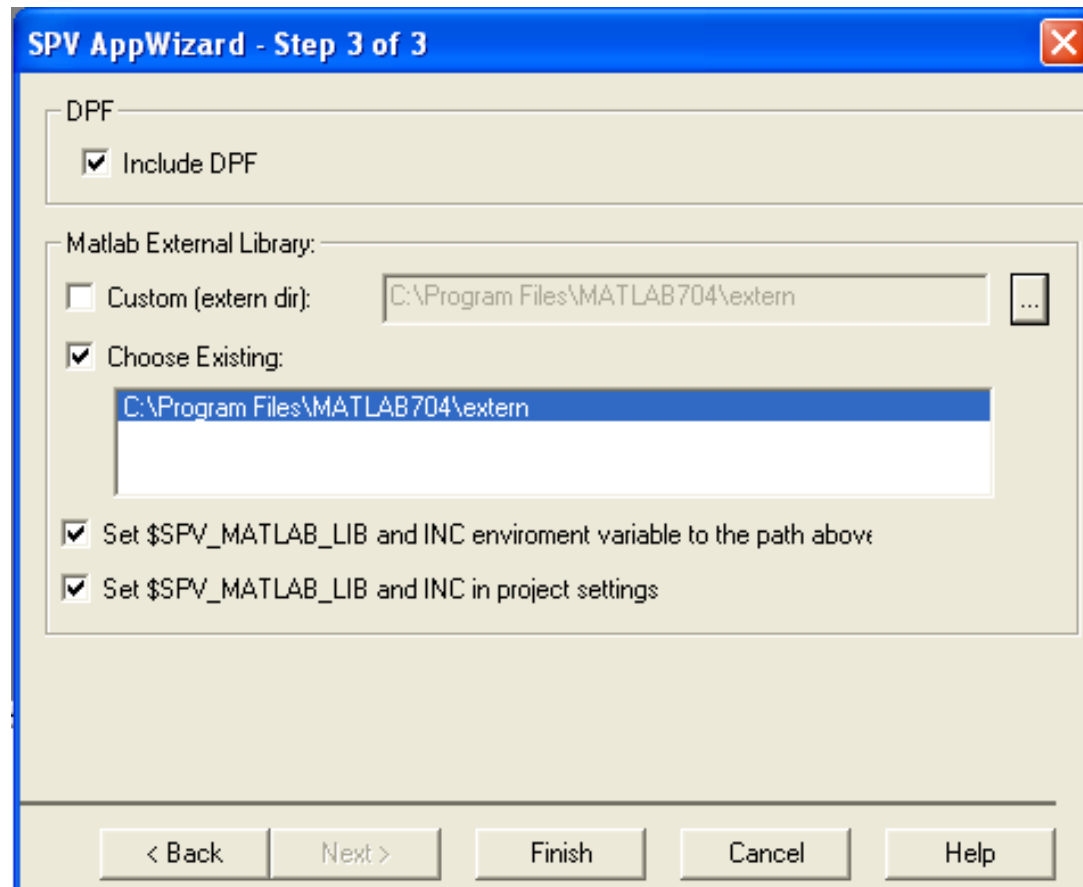 SPV AppWizard - Step 3 of 3
DPF
Include DPF
Matlab External Library:
Custom (extern dir): C:\Program Files\MATLAB704\extern ...
Choose Existing:
C:\Program Files\MATLAB704\extern
Set $SPV_MATLAB_LIB and INC enviroment variable to the path above
Set $SPV_MATLAB_LIB and INC in project settings
< Back Next > Finish Cancel Help